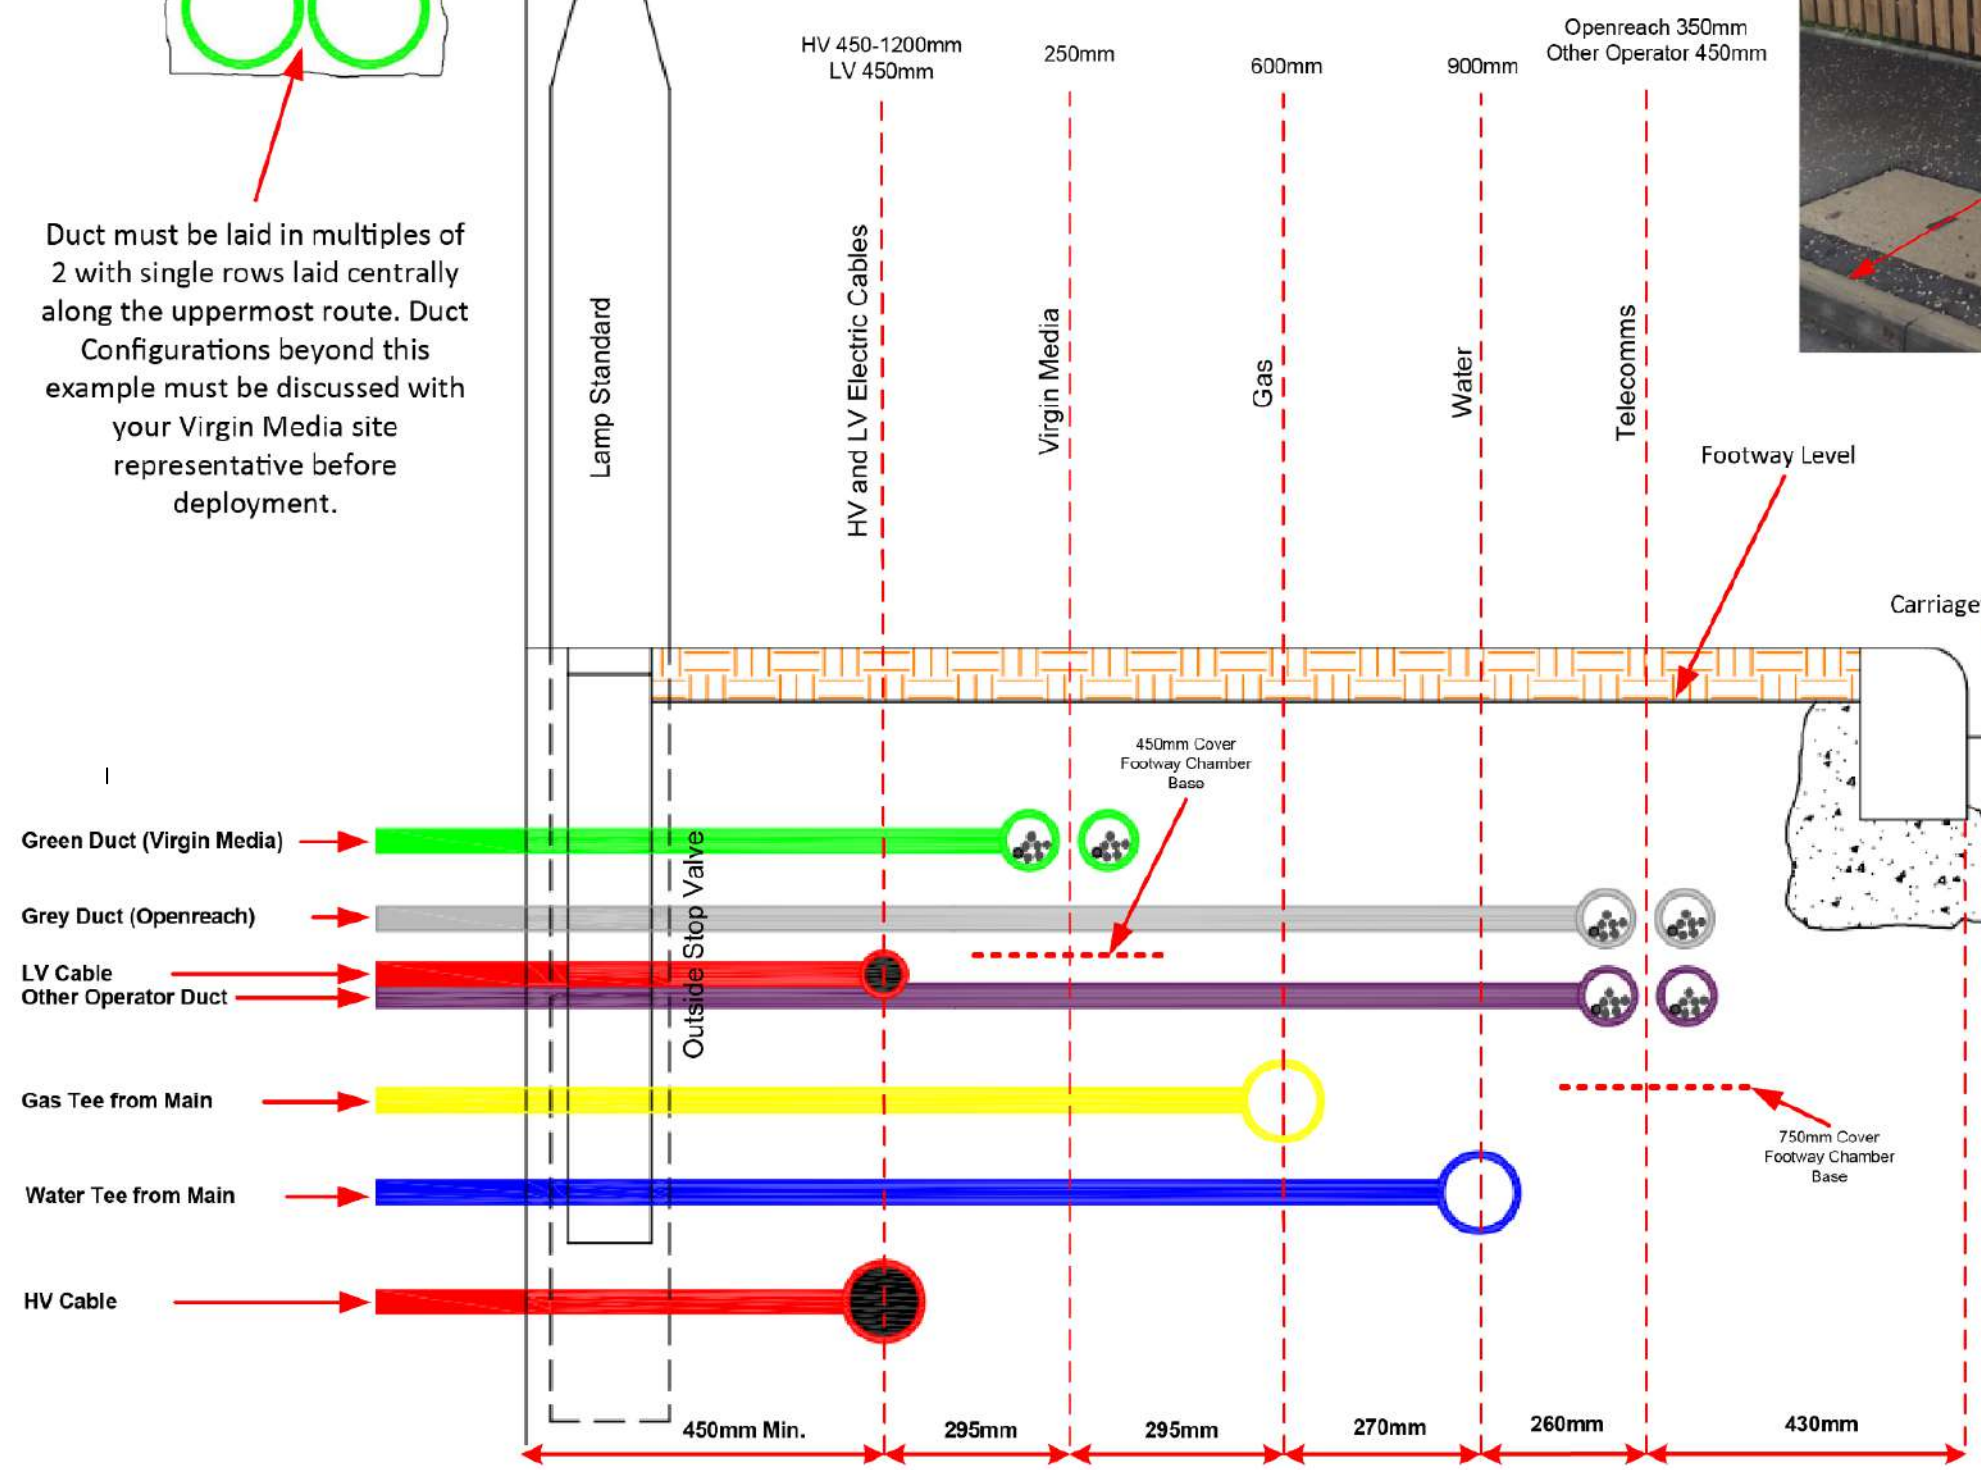 HV 450-1200mm
LV 450mm
250mm
600mm
900mm
Openreach 350mm
Other Operator 450mm
Duct must be laid in multiples of
2 with single rows laid centrally
along the uppermost route. Duct
Configurations beyond this
example must be discussed with
your Virgin Media site
representative before
deployment.
Lamp Standard
HV and LV Electric Cables
Virgin Media
Gas
Water
Telecomms
Footway Level
Carriage
450mm Cover
Footway Chamber
Base
Outside Stop Valve
Green Duct (Virgin Media)
Grey Duct (Openreach)
LV Cable
Other Operator Duct
Gas Tee from Main
Water Tee from Main
HV Cable
750mm Cover
Footway Chamber
Base
450mm Min.
295mm
295mm
270mm
260mm
430mm